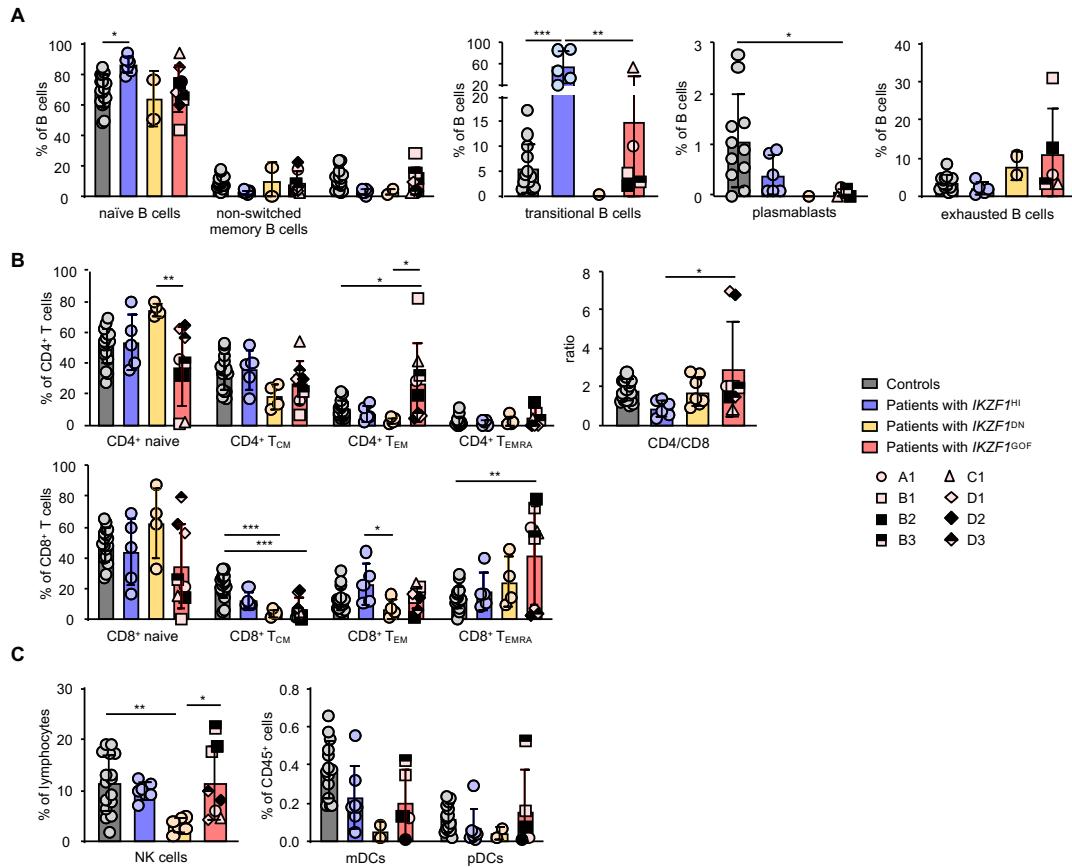 A
% of B cells
100
80
60
40
20
0
*
naïve B cells
non-switched
memory B cells
% of B cells
100
60
20
15
10
5
0
***
**
transitional B cells
% of B cells
3
2
1
0
*
plasmablasts
% of B cells
40
30
20
10
0
exhausted B cells
B
% of CD4⁺ T cells
100
80
60
40
20
0
**
*
*
CD4⁺ naive
CD4⁺ T_CM
CD4⁺ T_EM
CD4⁺ T_EMRA
ratio
8
6
4
2
0
*
CD4/CD8
Controls
Patients with IKZF1ᴴᴵ
Patients with IKZF1ᴰᴺ
Patients with IKZF1ᴳᴼF
A1
C1
B1
D1
B2
D2
B3
D3
% of CD8⁺ T cells
100
80
60
40
20
0
***
***
*
**
CD8⁺ naive
CD8⁺ T_CM
CD8⁺ T_EM
CD8⁺ T_EMRA
C
% of lymphocytes
30
20
10
0
**
*
NK cells
% of CD45⁺ cells
0.8
0.6
0.4
0.2
0.0
mDCs
pDCs